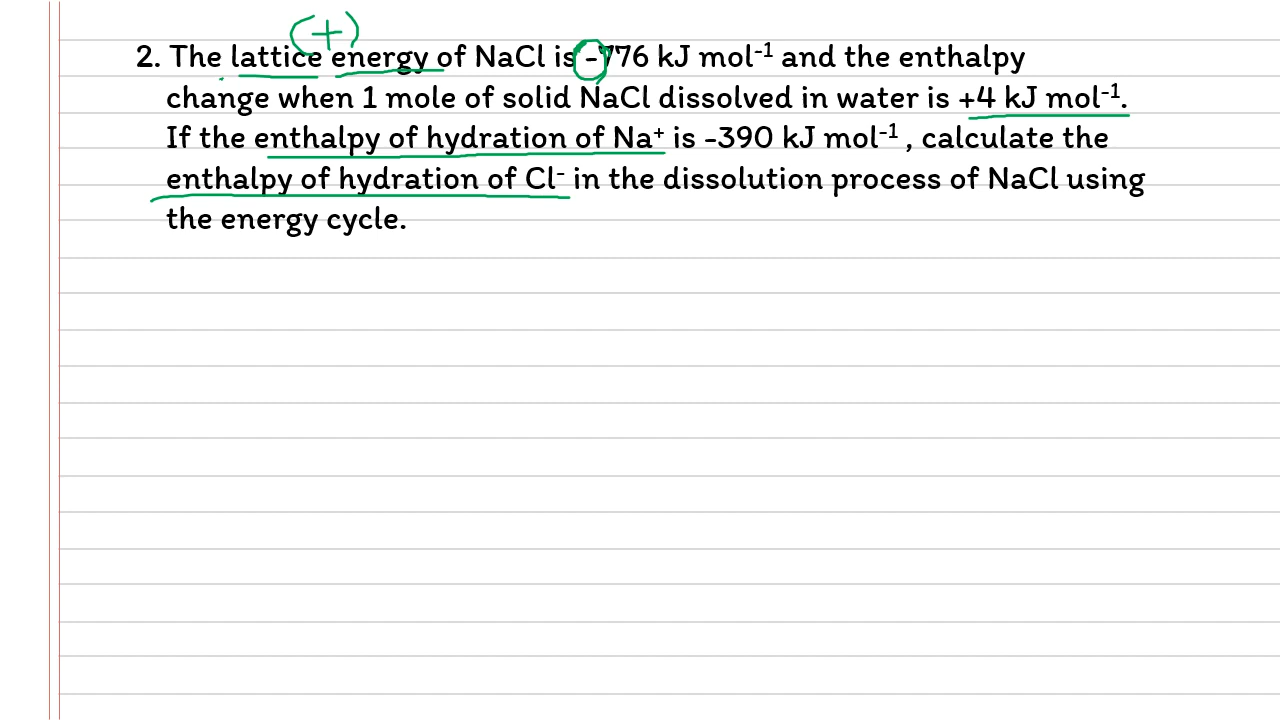 (+)
2. The lattice energy of NaCl is -776 kJ mol⁻¹ and the enthalpy
change when 1 mole of solid NaCl dissolved in water is +4 kJ mol⁻¹.
If the enthalpy of hydration of Na⁺ is -390 kJ mol⁻¹ , calculate the
enthalpy of hydration of Cl⁻ in the dissolution process of NaCl using
the energy cycle.